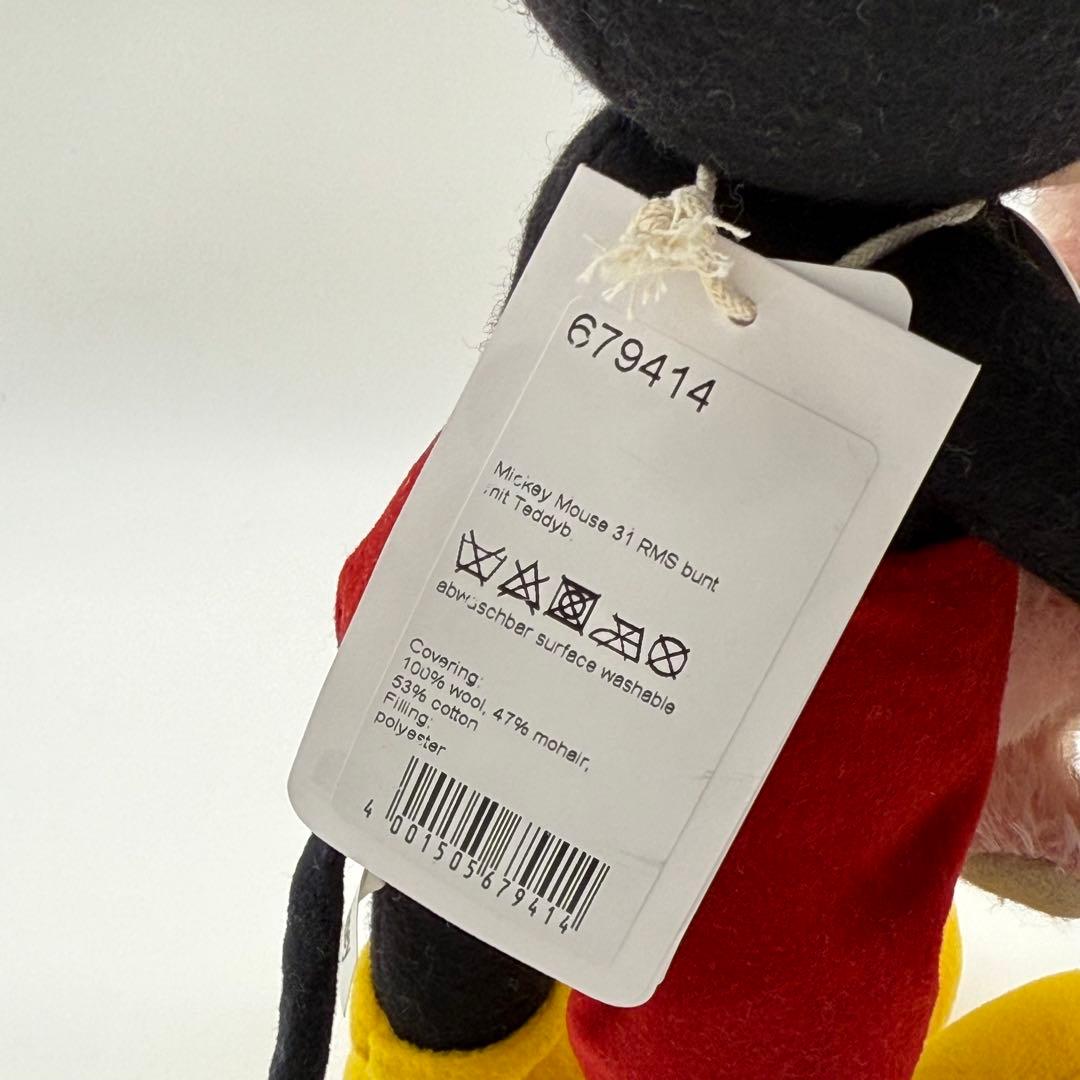 679414
Mickey Mouse 31 RMS bunt
mit Teddyb.
abwaschbar surface washable
Covering:
100% wool, 47% mohair,
53% cotton
Filling:
polyester
4 001505 679414